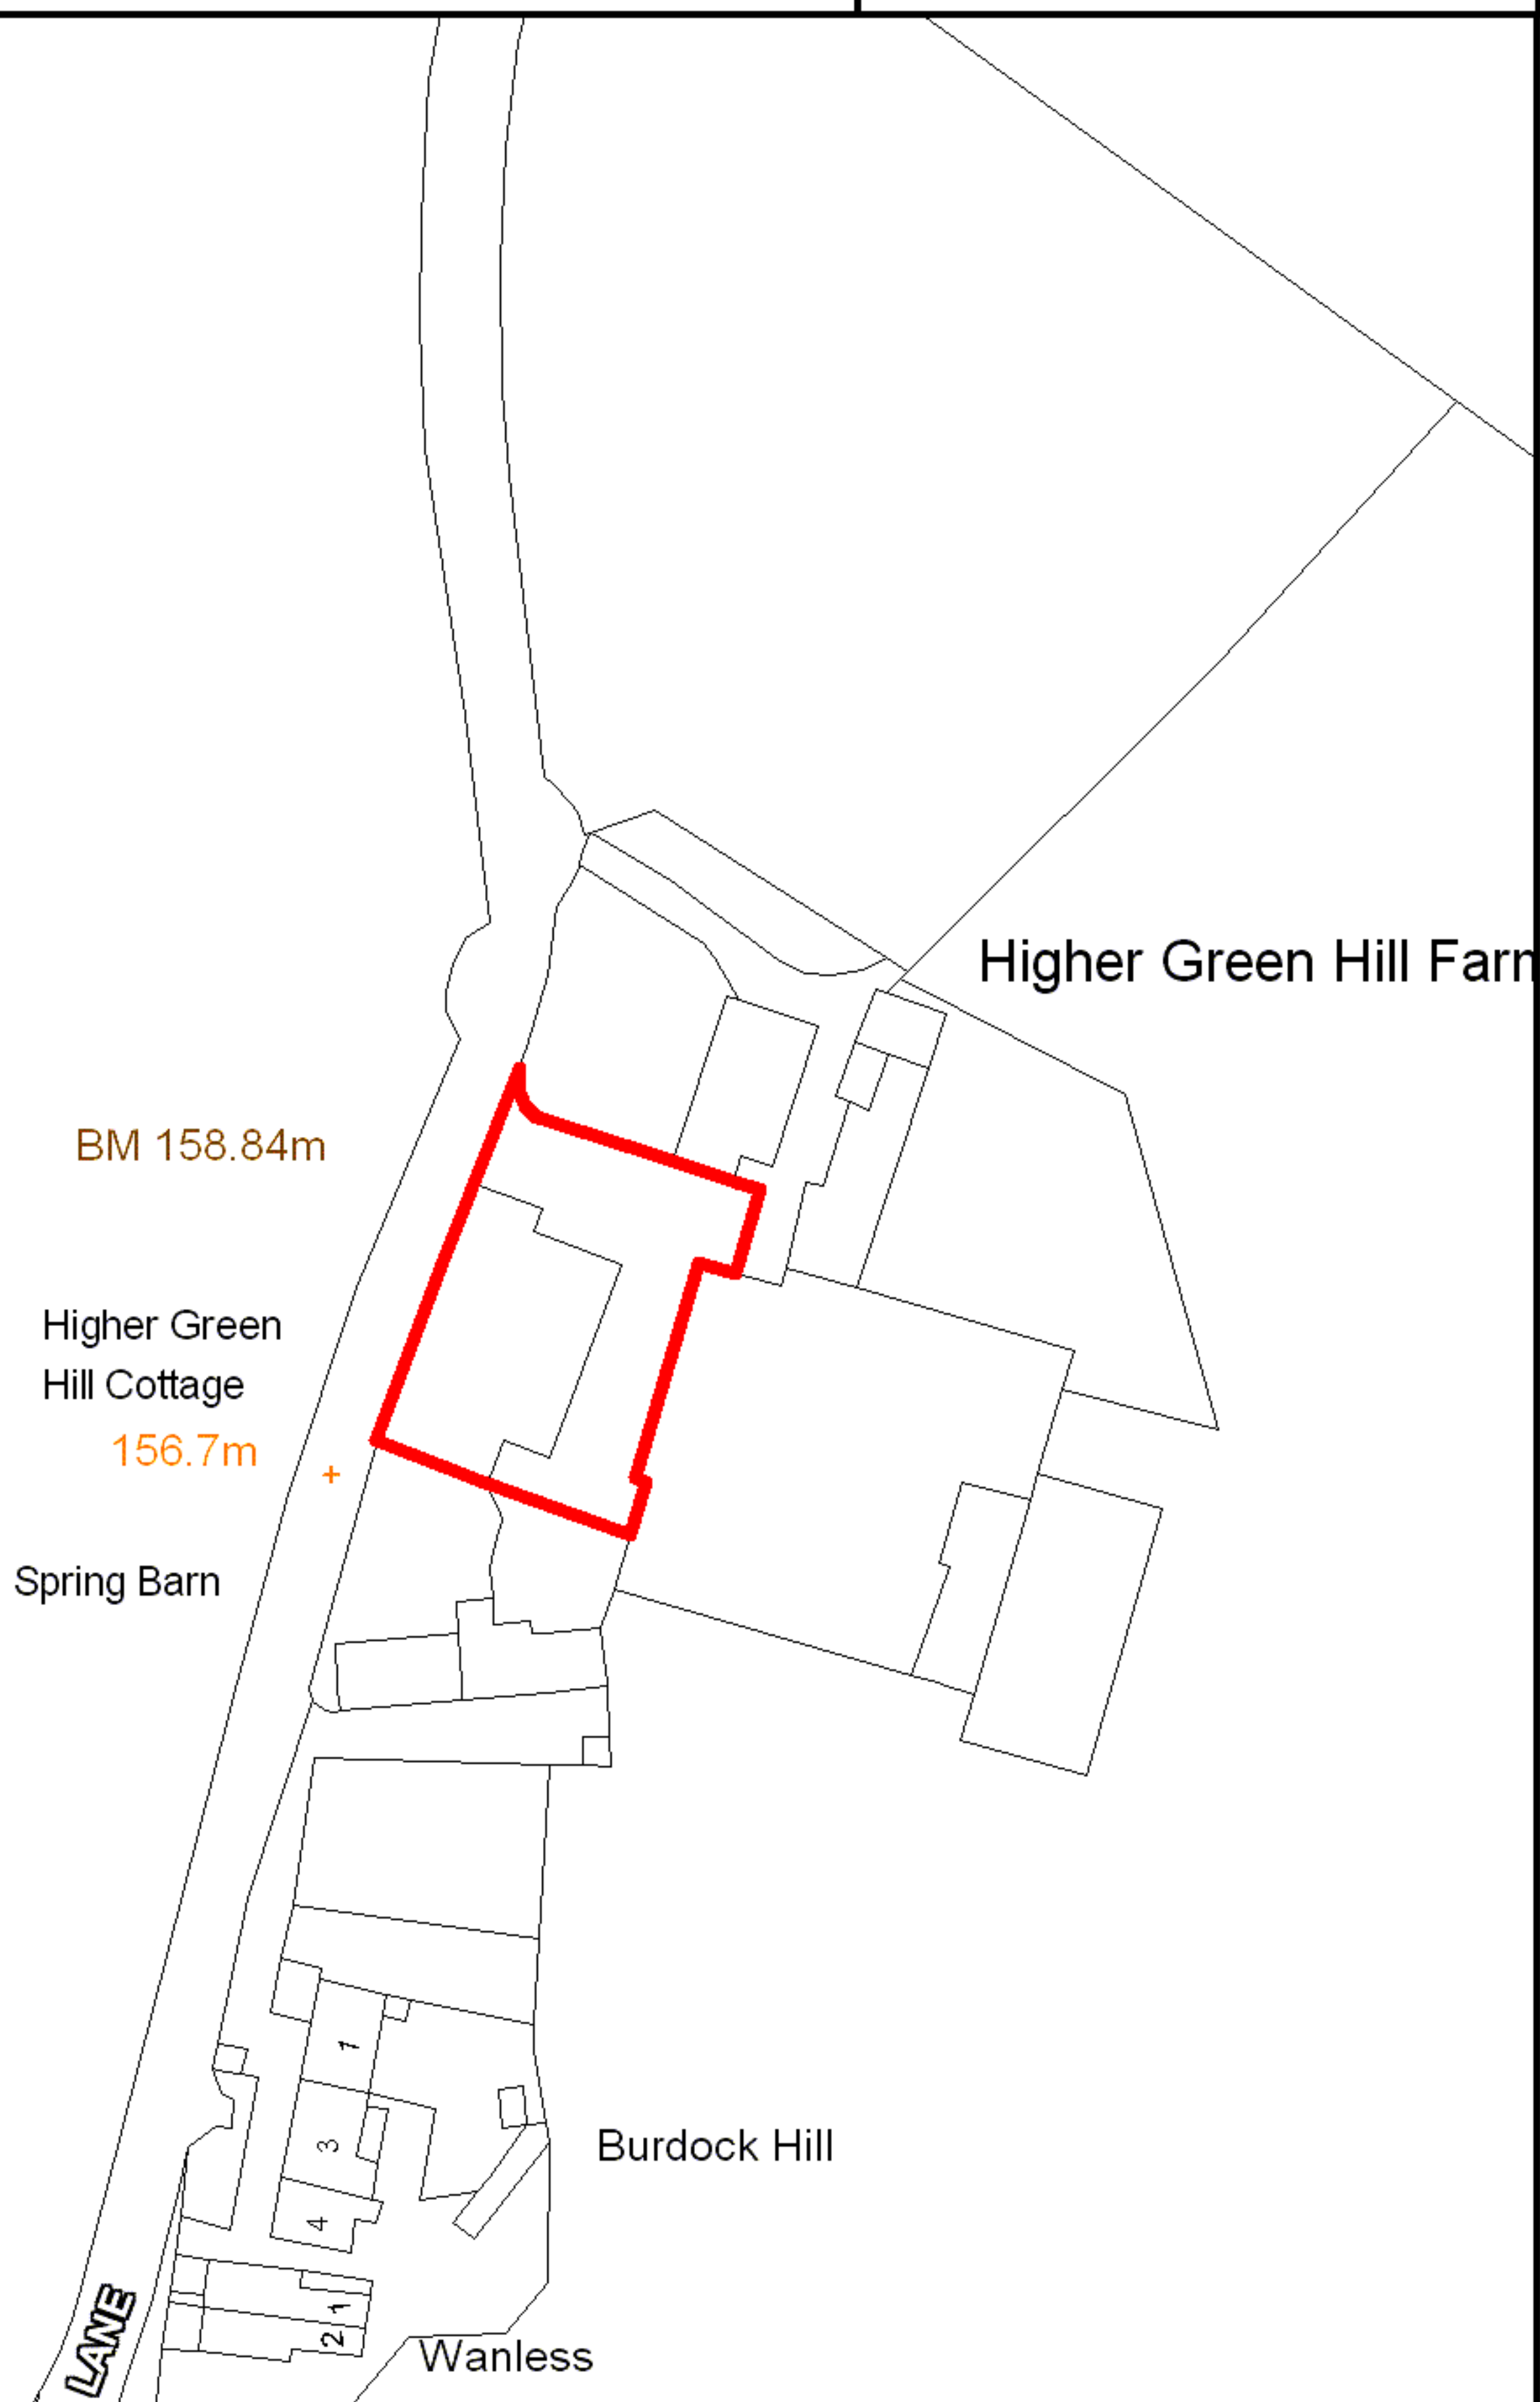 Higher Green Hill Farm
BM 158.84m
Higher Green
Hill Cottage
156.7m
Spring Barn
1
3
Burdock Hill
4
1
2
LANE
Wanless